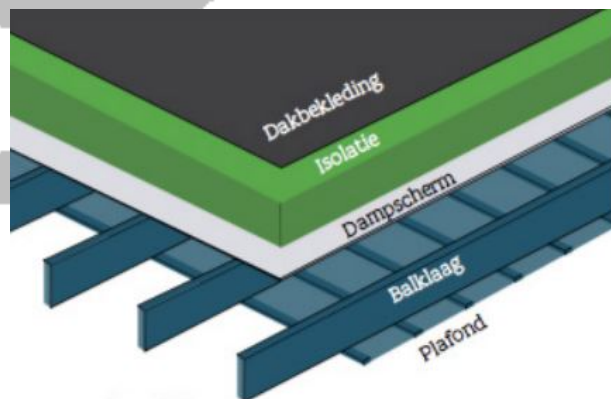 Dakbekleding
Isolatie
Dampscherm
Balklaag
Plafond